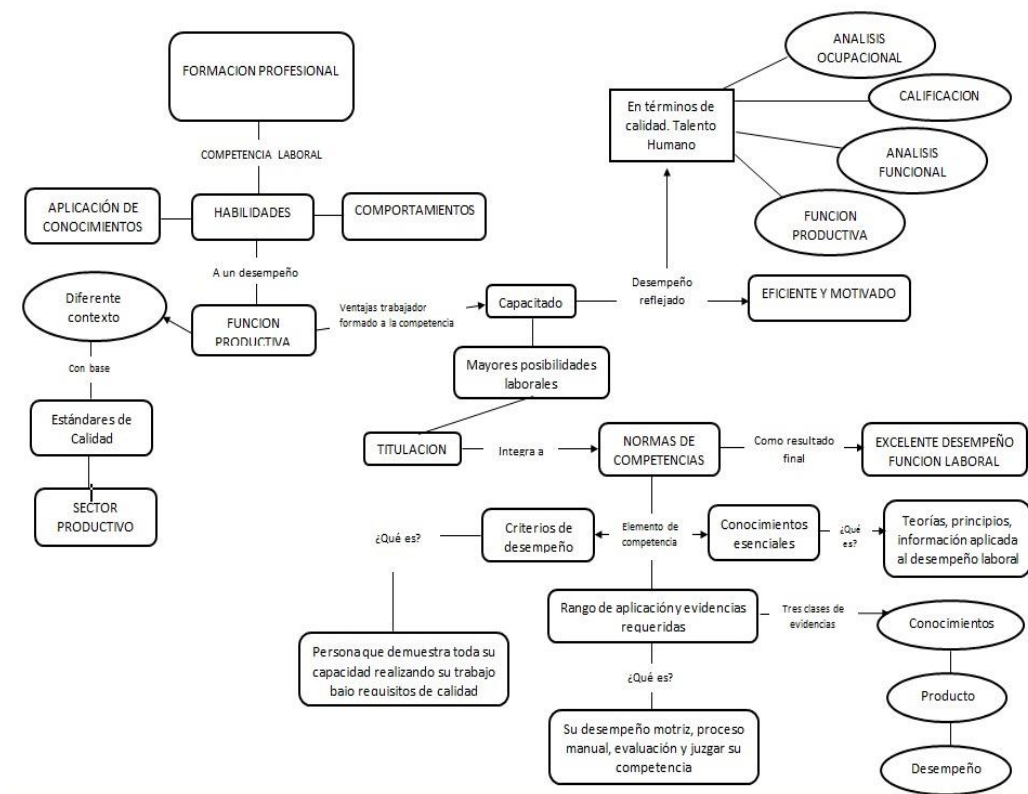 FORMACION PROFESIONAL
COMPETENCIA LABORAL
APLICACIÓN DE
CONOCIMIENTOS
HABILIDADES
COMPORTAMIENTOS
A un desempeño
Diferente
contexto
FUNCION
PRODUCTIVA
Con base
Estándares de
Calidad
SECTOR
PRODUCTIVO
Ventajas trabajador
formado a la competencia
Capacitado
Desempeño
reflejado
EFICIENTE Y MOTIVADO
En términos de
calidad. Talento
Humano
ANALISIS
OCUPACIONAL
CALIFICACION
ANALISIS
FUNCIONAL
FUNCION
PRODUCTIVA
Mayores posibilidades
laborales
TITULACION
Integra a
NORMAS DE
COMPETENCIAS
Como resultado
final
EXCELENTE DESEMPEÑO
FUNCION LABORAL
¿Qué es?
Criterios de
desempeño
Elemento de
competencia
Conocimientos
esenciales
¿Qué
es?
Teorías, principios,
información aplicada
al desempeño laboral
Persona que demuestra toda su
capacidad realizando su trabajo
bajo requisitos de calidad
Rango de aplicación y evidencias
requeridas
Tres clases de
evidencias
Conocimientos
Producto
Desempeño
¿Qué es?
Su desempeño motriz, proceso
manual, evaluación y juzgar su
competencia